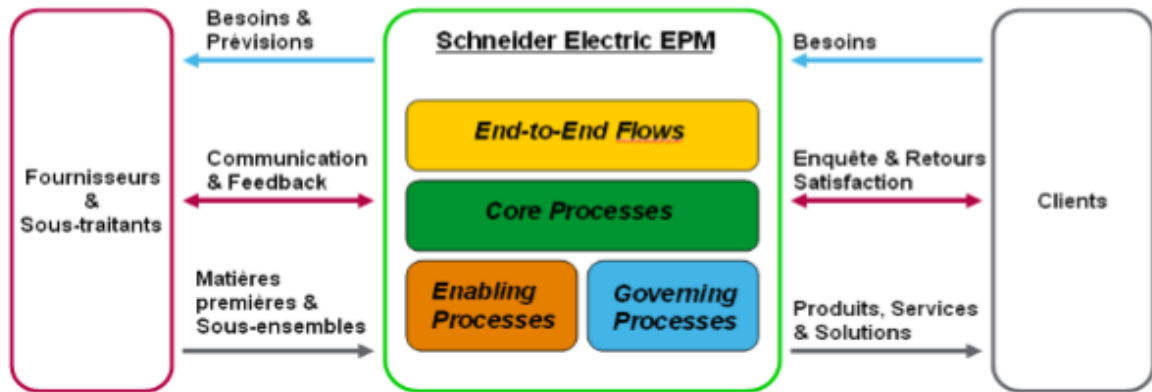 Besoins &
Prévisions
Schneider Electric EPM
Besoins
End-to-End Flows
Fournisseurs
&
Sous-traitants
Communication
& Feedback
Core Processes
Enquête & Retours
Satisfaction
Clients
Matières
premières &
Sous-ensembles
Enabling
Processes
Governing
Processes
Produits, Services
& Solutions